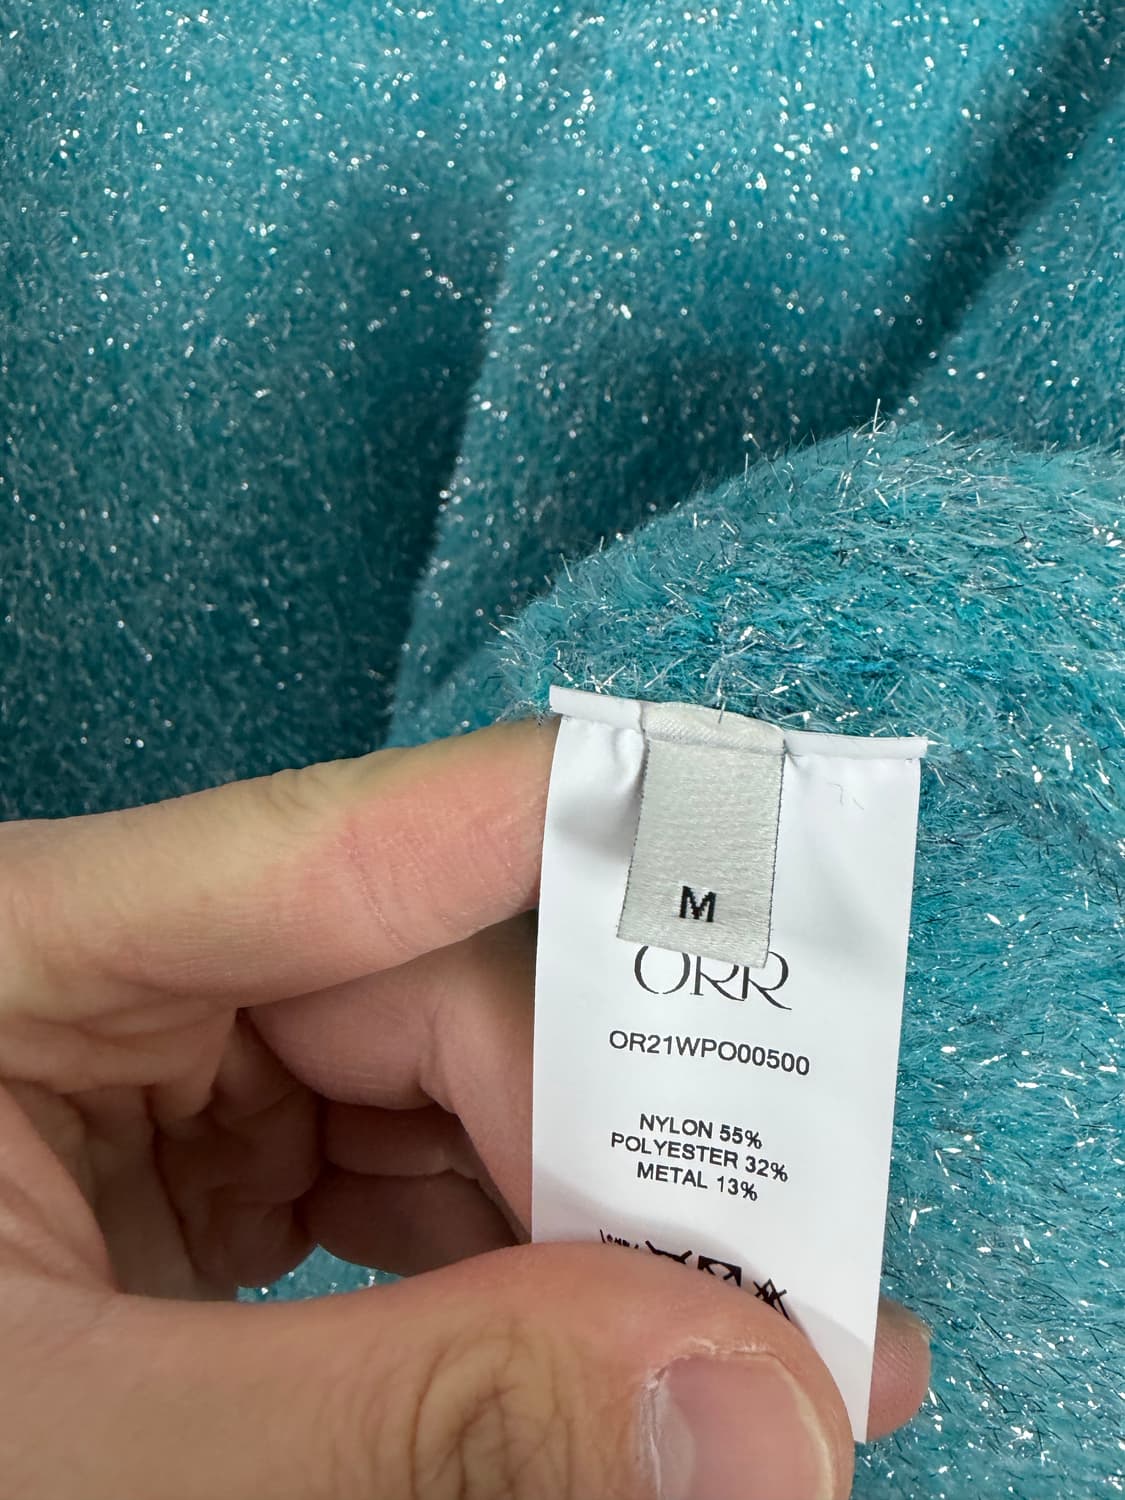 M
ORR
OR21WPO00500
NYLON 55%
POLYESTER 32%
METAL 13%